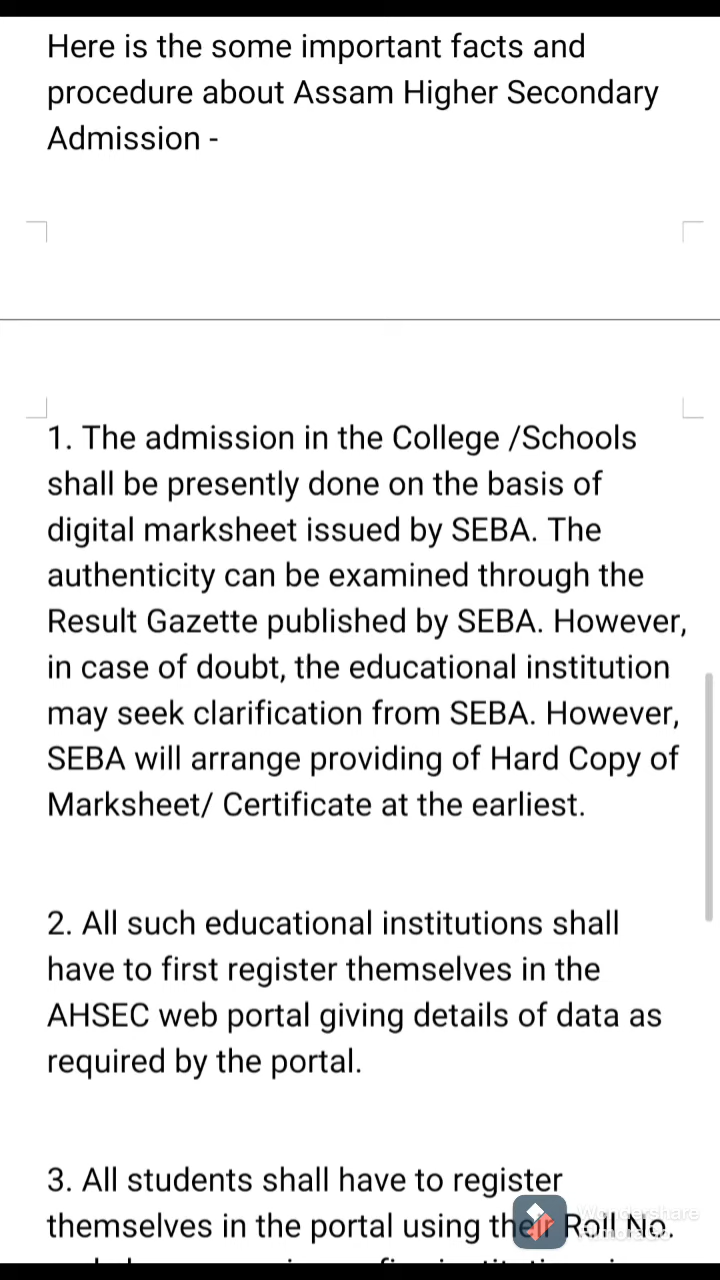 Here is the some important facts and
procedure about Assam Higher Secondary
Admission -
1. The admission in the College /Schools
shall be presently done on the basis of
digital marksheet issued by SEBA. The
authenticity can be examined through the
Result Gazette published by SEBA. However,
in case of doubt, the educational institution
may seek clarification from SEBA. However,
SEBA will arrange providing of Hard Copy of
Marksheet/ Certificate at the earliest.
2. All such educational institutions shall
have to first register themselves in the
AHSEC web portal giving details of data as
required by the portal.
3. All students shall have to register
themselves in the portal using their Roll No.
Wondershare